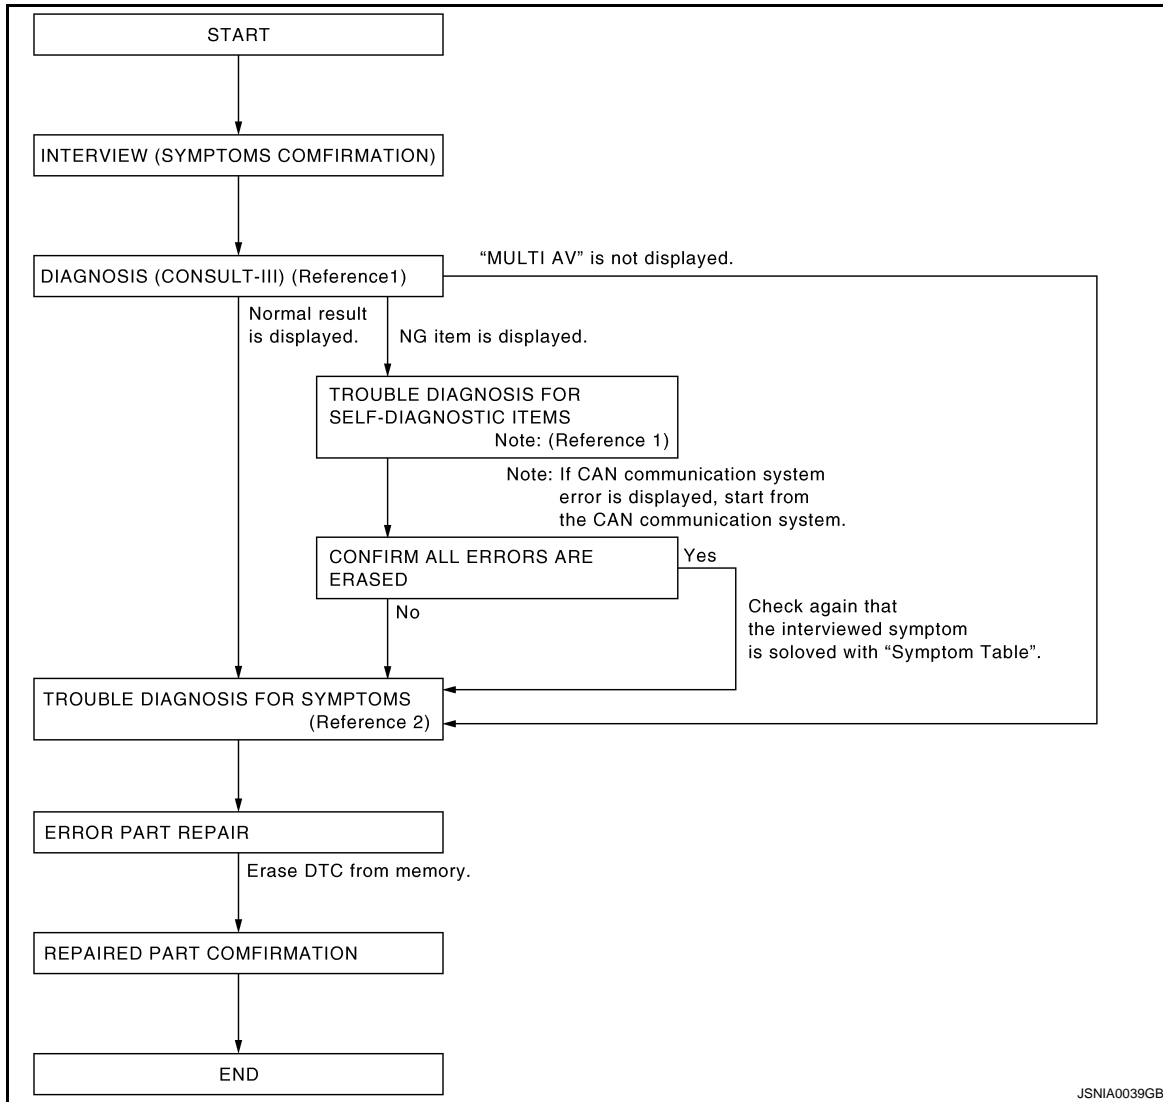 START
INTERVIEW (SYMPTOMS COMFIRMATION)
DIAGNOSIS (CONSULT-III) (Reference1)
“MULTI AV” is not displayed.
Normal result
is displayed.
NG item is displayed.
TROUBLE DIAGNOSIS FOR
SELF-DIAGNOSTIC ITEMS
Note: (Reference 1)
Note: If CAN communication system
error is displayed, start from
the CAN communication system.
CONFIRM ALL ERRORS ARE
ERASED
Yes
No
Check again that
the interviewed symptom
is soloved with “Symptom Table”.
TROUBLE DIAGNOSIS FOR SYMPTOMS
(Reference 2)
ERROR PART REPAIR
Erase DTC from memory.
REPAIRED PART COMFIRMATION
END
JSNIA0039GB